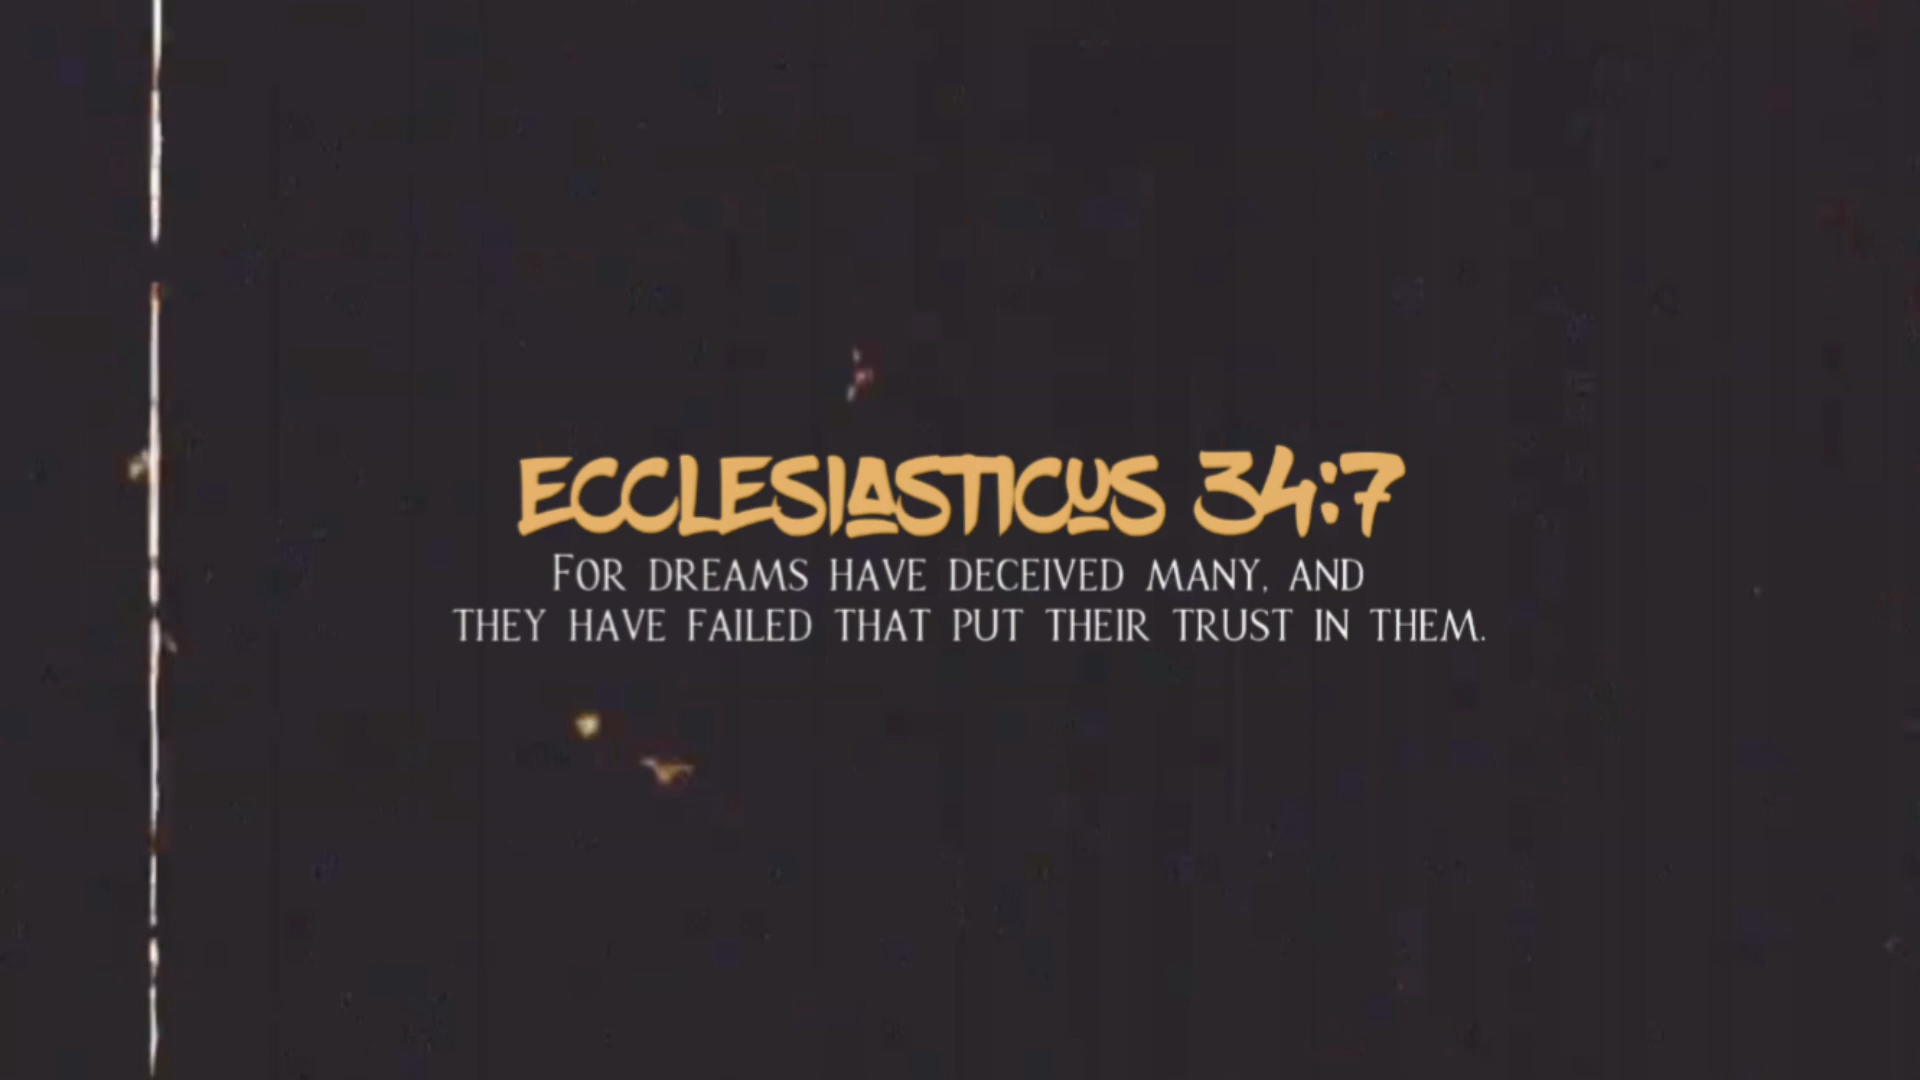 ECCLESIASTICUS 34:7
FOR DREAMS HAVE DECEIVED MANY, AND
THEY HAVE FAILED THAT PUT THEIR TRUST IN THEM.